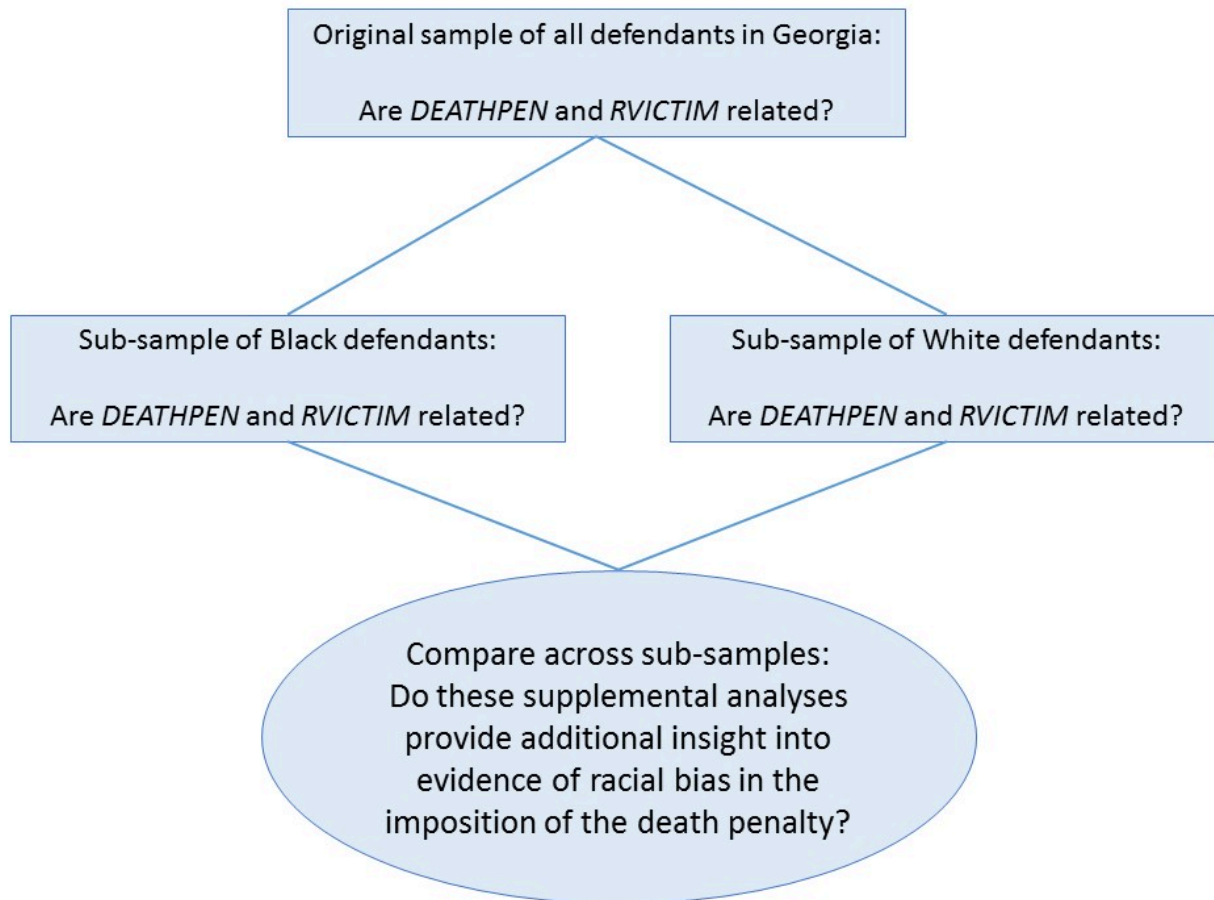 Original sample of all defendants in Georgia:
Are DEATHPEN and RVICTIM related?
Sub-sample of Black defendants:
Are DEATHPEN and RVICTIM related?
Sub-sample of White defendants:
Are DEATHPEN and RVICTIM related?
Compare across sub-samples:
Do these supplemental analyses
provide additional insight into
evidence of racial bias in the
imposition of the death penalty?